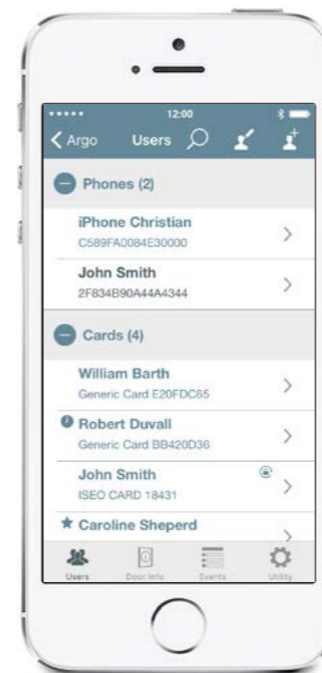 12:00
Argo Users
Phones (2)
iPhone Christian
C589FA0084E30000
John Smith
2F834B90A44A4344
Cards (4)
William Barth
Generic Card E20FDC65
Robert Duvall
Generic Card BB420D36
John Smith
ISEO CARD 18431
Caroline Sheperd
Users Door Info Events Utility